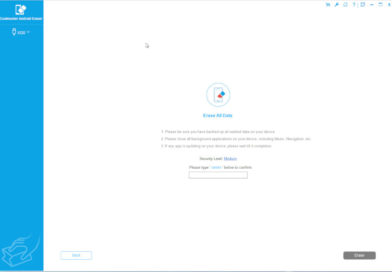 Coolmuster Android Eraser
Erase All Data
1. Please be sure you have backed up all wanted data on your device.
2. Please close all background applications on your device, including Music, Navigation, etc.
3. If any app is updating on your device, please wait till it completes.
Security Level: Medium
Please type "delete" below to confirm.
Back
Erase